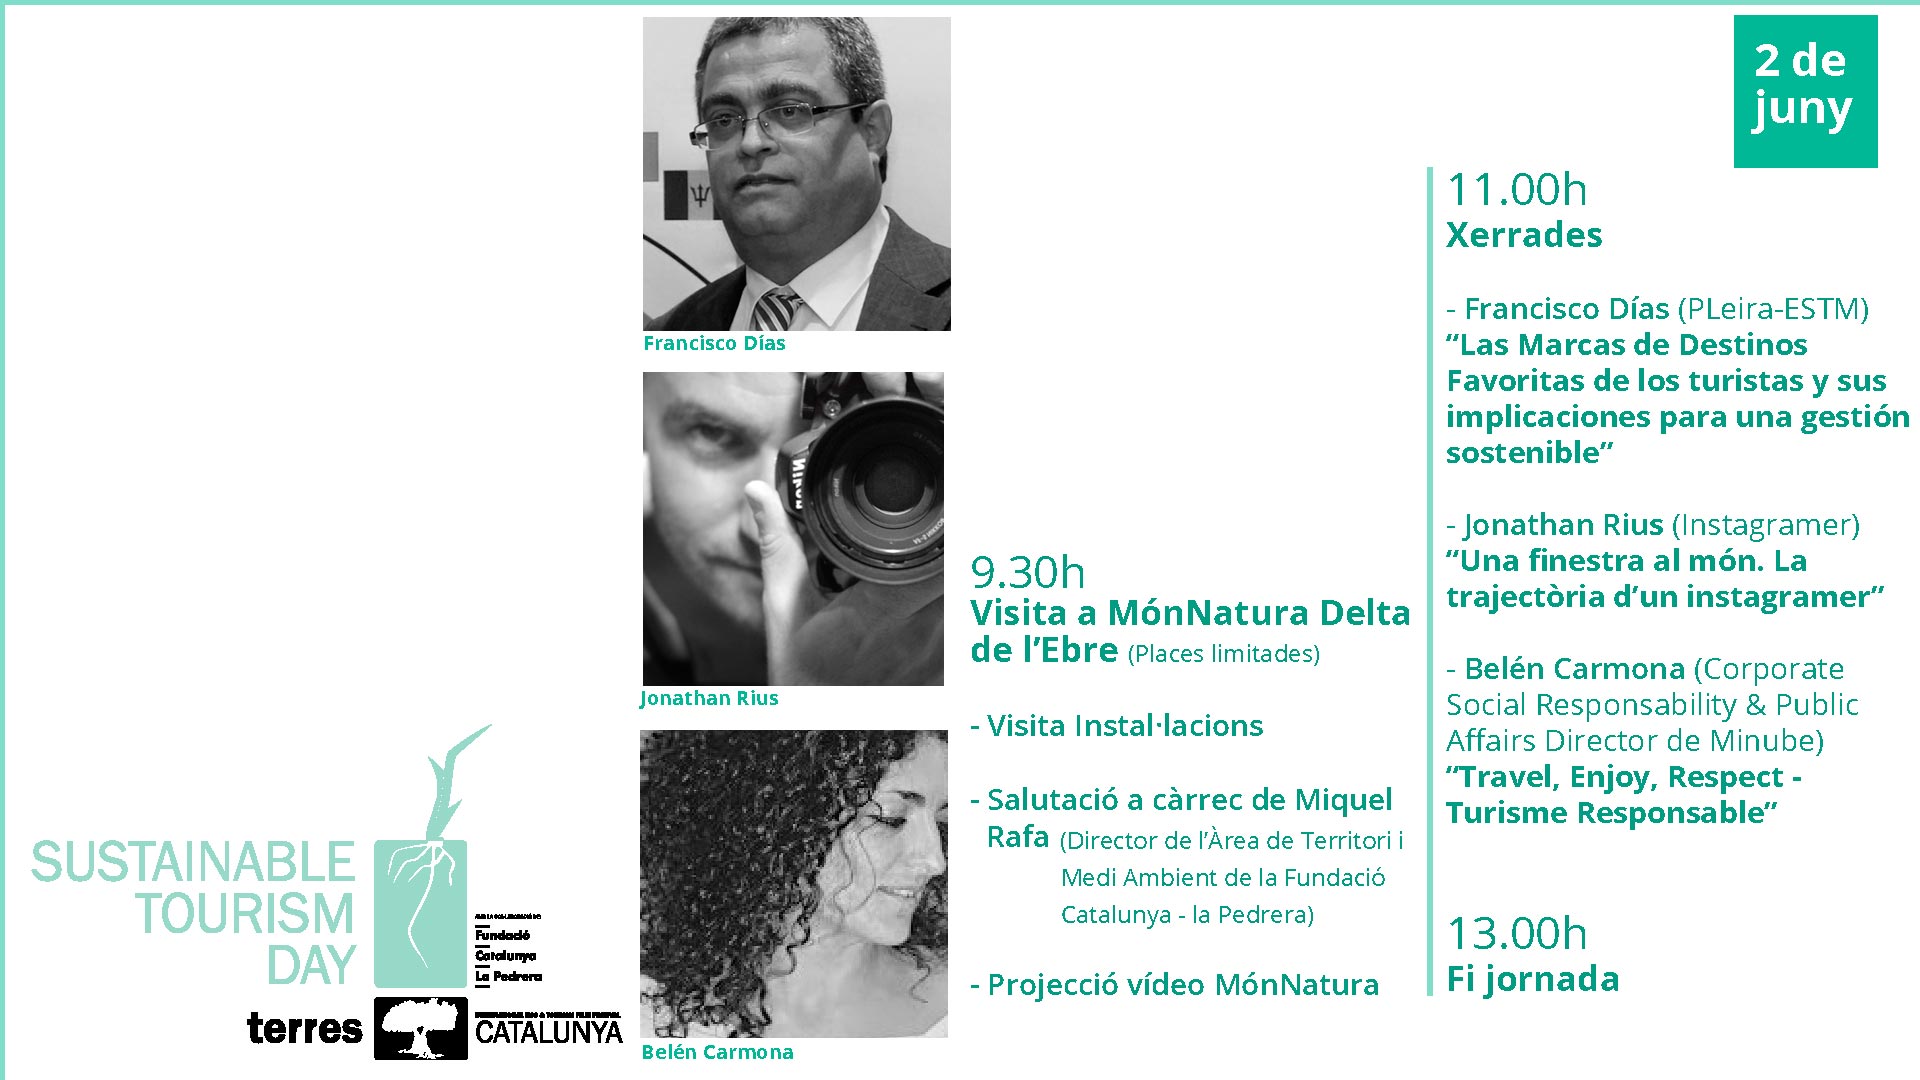 2 de
juny
Francisco Días
Nikon
Jonathan Rius
Belén Carmona
9.30h
Visita a MónNatura Delta
de l’Ebre (Places limitades)
- Visita Instal·lacions
- Salutació a càrrec de Miquel
Rafa (Director de l’Àrea de Territori i
Medi Ambient de la Fundació
Catalunya - la Pedrera)
- Projecció vídeo MónNatura
11.00h
Xerrades
- Francisco Días (PLeira-ESTM)
“Las Marcas de Destinos
Favoritas de los turistas y sus
implicaciones para una gestión
sostenible”
- Jonathan Rius (Instagramer)
“Una finestra al món. La
trajectòria d’un instagramer”
- Belén Carmona (Corporate
Social Responsability & Public
Affairs Director de Minube)
“Travel, Enjoy, Respect -
Turisme Responsable”
13.00h
Fi jornada
SUSTAINABLE
TOURISM
DAY
Fundació
Catalunya
La Pedrera
terres
CATALUNYA